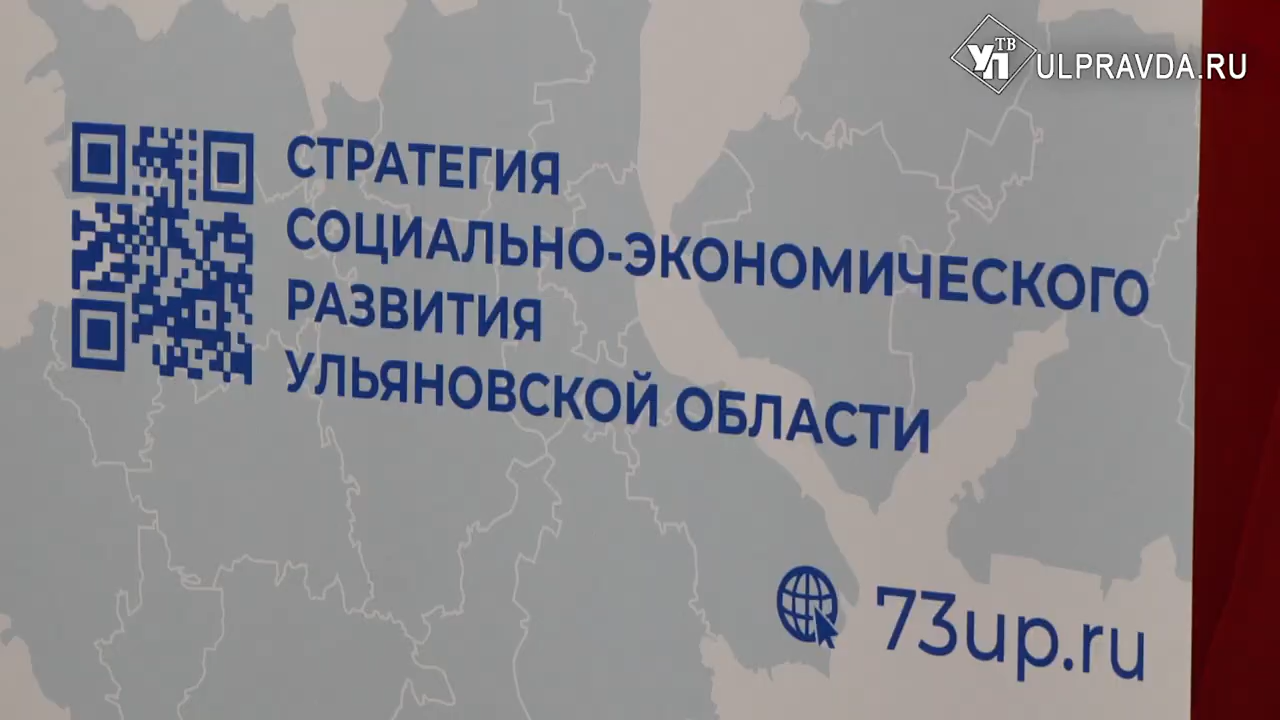 УП ТВ ULPRAVDA.RU
СТРАТЕГИЯ
СОЦИАЛЬНО-ЭКОНОМИЧЕСКОГО
РАЗВИТИЯ
УЛЬЯНОВСКОЙ ОБЛАСТИ
73up.ru